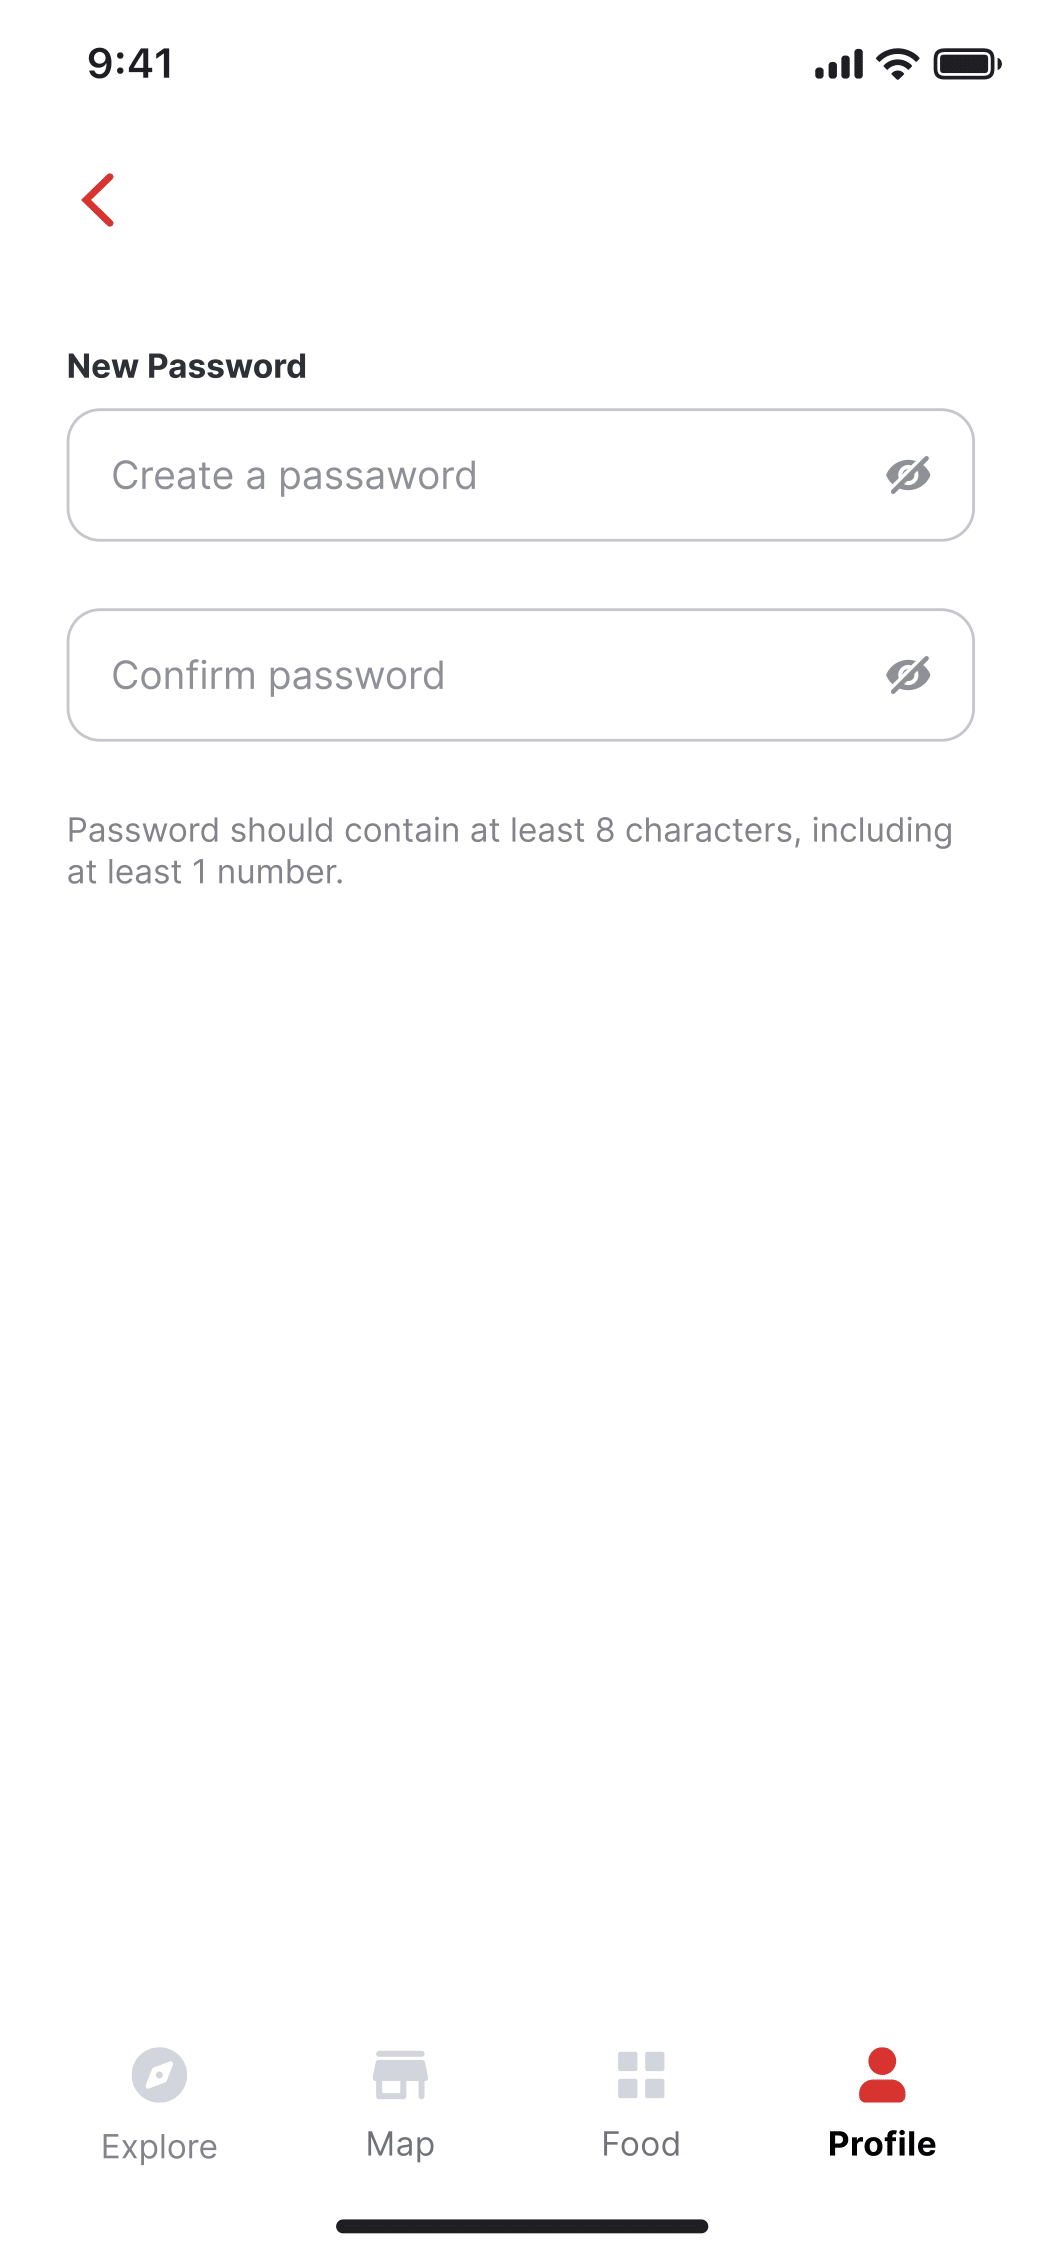 9:41
New Password
Create a passaword
Confirm password
Password should contain at least 8 characters, including
at least 1 number.
Explore
Map
Food
Profile